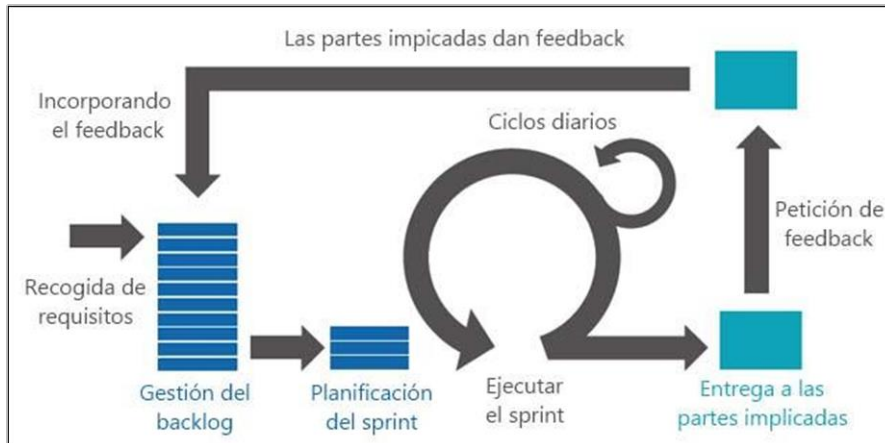 Las partes impicadas dan feedback
Incorporando
el feedback
Ciclos diarios
Petición de
feedback
Recogida de
requisitos
Gestión del
backlog
Planificación
del sprint
Ejecutar
el sprint
Entrega a las
partes implicadas